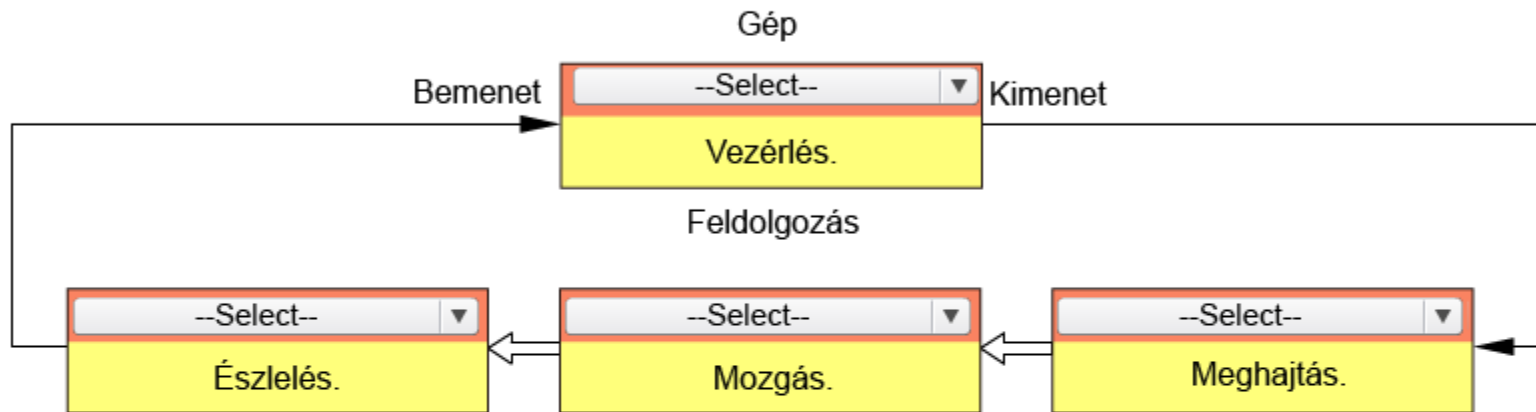 Gép
Bemenet
--Select--
Kimenet
Vezérlés.
Feldolgozás
--Select--
--Select--
--Select--
Észlelés.
Mozgás.
Meghajtás.